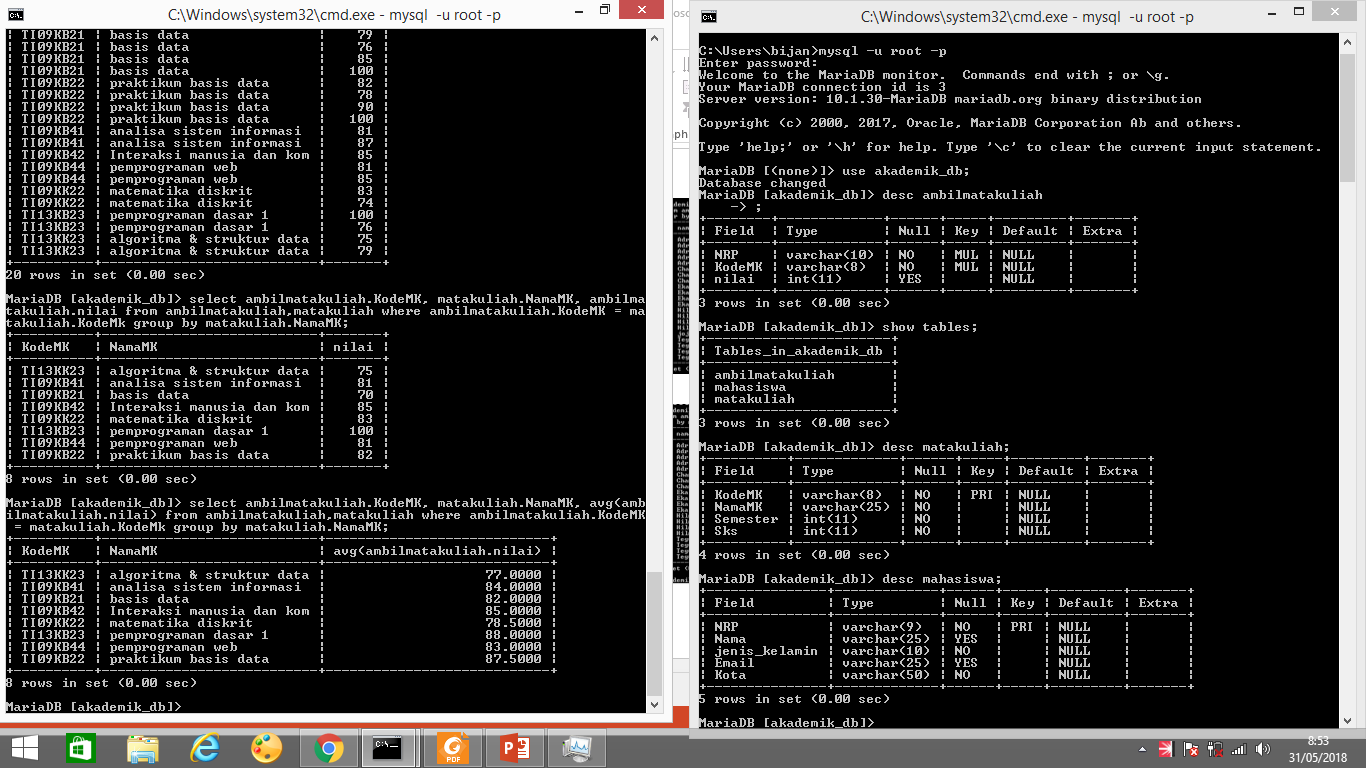 C:\Windows\system32\cmd.exe - mysql -u root -p
| TI09KB21 | basis data | 79 |
| TI09KB21 | basis data | 76 |
| TI09KB21 | basis data | 85 |
| TI09KB21 | basis data | 100 |
| TI09KB22 | praktikum basis data | 82 |
| TI09KB22 | praktikum basis data | 78 |
| TI09KB22 | praktikum basis data | 90 |
| TI09KB22 | praktikum basis data | 100 |
| TI09KB41 | analisa sistem informasi | 81 |
| TI09KB41 | analisa sistem informasi | 87 |
| TI09KB42 | Interaksi manusia dan kom | 85 |
| TI09KB44 | pemprograman web | 81 |
| TI09KB44 | pemprograman web | 85 |
| TI09KK22 | matematika diskrit | 83 |
| TI09KK22 | matematika diskrit | 74 |
| TI13KB23 | pemprograman dasar 1 | 100 |
| TI13KB23 | pemprograman dasar 1 | 76 |
| TI13KK23 | algoritma & struktur data | 75 |
| TI13KK23 | algoritma & struktur data | 79 |
20 rows in set (0.00 sec)
MariaDB [akademik_db]> select ambilmatakuliah.KodeMK, matakuliah.NamaMK, ambilma
takuliah.nilai from ambilmatakuliah,matakuliah where ambilmatakuliah.KodeMK = ma
takuliah.KodeMk group by matakuliah.NamaMK;
| KodeMK | NamaMK | nilai |
| TI13KK23 | algoritma & struktur data | 75 |
| TI09KB41 | analisa sistem informasi | 81 |
| TI09KB21 | basis data | 70 |
| TI09KB42 | Interaksi manusia dan kom | 85 |
| TI09KK22 | matematika diskrit | 83 |
| TI13KB23 | pemprograman dasar 1 | 100 |
| TI09KB44 | pemprograman web | 81 |
| TI09KB22 | praktikum basis data | 82 |
8 rows in set (0.00 sec)
MariaDB [akademik_db]> select ambilmatakuliah.KodeMK, matakuliah.NamaMK, avg(amb
ilmatakuliah.nilai) from ambilmatakuliah,matakuliah where ambilmatakuliah.KodeMK
= matakuliah.KodeMk group by matakuliah.NamaMK;
| KodeMK | NamaMK | avg(ambilmatakuliah.nilai) |
| TI13KK23 | algoritma & struktur data | 77.0000 |
| TI09KB41 | analisa sistem informasi | 84.0000 |
| TI09KB21 | basis data | 82.0000 |
| TI09KB42 | Interaksi manusia dan kom | 85.0000 |
| TI09KK22 | matematika diskrit | 78.5000 |
| TI13KB23 | pemprograman dasar 1 | 88.0000 |
| TI09KB44 | pemprograman web | 83.0000 |
| TI09KB22 | praktikum basis data | 87.5000 |
8 rows in set (0.00 sec)
MariaDB [akademik_db]>
C:\Windows\system32\cmd.exe - mysql -u root -p
C:\Users\bijan>mysql -u root -p
Enter password:
Welcome to the MariaDB monitor. Commands end with ; or \g.
Your MariaDB connection id is 3
Server version: 10.1.30-MariaDB mariadb.org binary distribution
Copyright (c) 2000, 2017, Oracle, MariaDB Corporation Ab and others.
Type 'help;' or '\h' for help. Type '\c' to clear the current input statement.
MariaDB [(none)]> use akademik_db;
Database changed
MariaDB [akademik_db]> desc ambilmatakuliah
-> ;
| Field | Type | Null | Key | Default | Extra |
| NRP | varchar(10) | NO | MUL | NULL | |
| KodeMK | varchar(8) | NO | MUL | NULL | |
| nilai | int(11) | YES | | NULL | |
3 rows in set (0.00 sec)
MariaDB [akademik_db]> show tables;
| Tables_in_akademik_db |
| ambilmatakuliah |
| mahasiswa |
| matakuliah |
3 rows in set (0.00 sec)
MariaDB [akademik_db]> desc matakuliah;
| Field | Type | Null | Key | Default | Extra |
| KodeMK | varchar(8) | NO | PRI | NULL | |
| NamaMK | varchar(25) | NO | | NULL | |
| Semester | int(11) | NO | | NULL | |
| Sks | int(11) | NO | | NULL | |
4 rows in set (0.00 sec)
MariaDB [akademik_db]> desc mahasiswa;
| Field | Type | Null | Key | Default | Extra |
| NRP | varchar(9) | NO | PRI | NULL | |
| Nama | varchar(25) | YES | | NULL | |
| jenis_kelamin | varchar(10) | NO | | NULL | |
| Email | varchar(25) | YES | | NULL | |
| Kota | varchar(50) | NO | | NULL | |
5 rows in set (0.00 sec)
MariaDB [akademik_db]>
PDF
8:53
31/05/2018